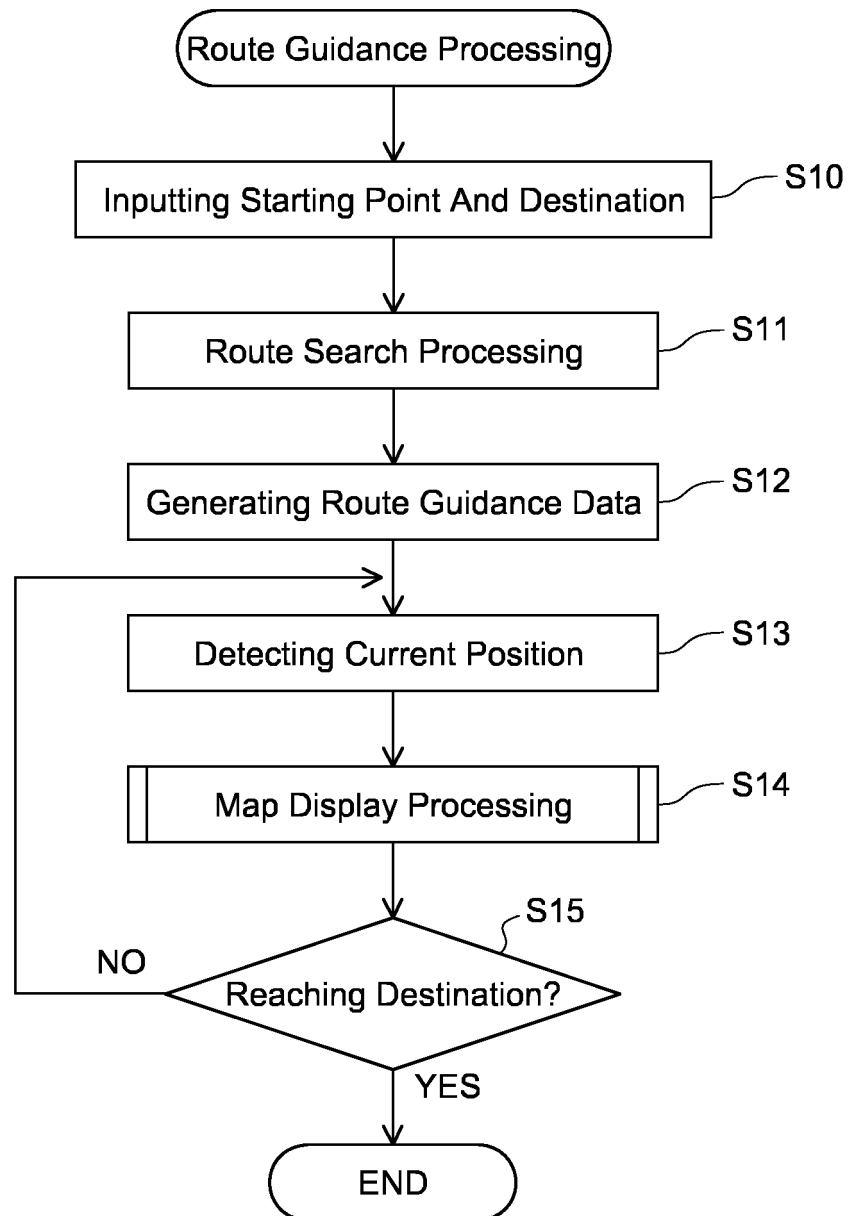 Route Guidance Processing
Inputting Starting Point And Destination
S10
Route Search Processing
S11
Generating Route Guidance Data
S12
Detecting Current Position
S13
Map Display Processing
S14
S15
Reaching Destination?
NO
YES
END